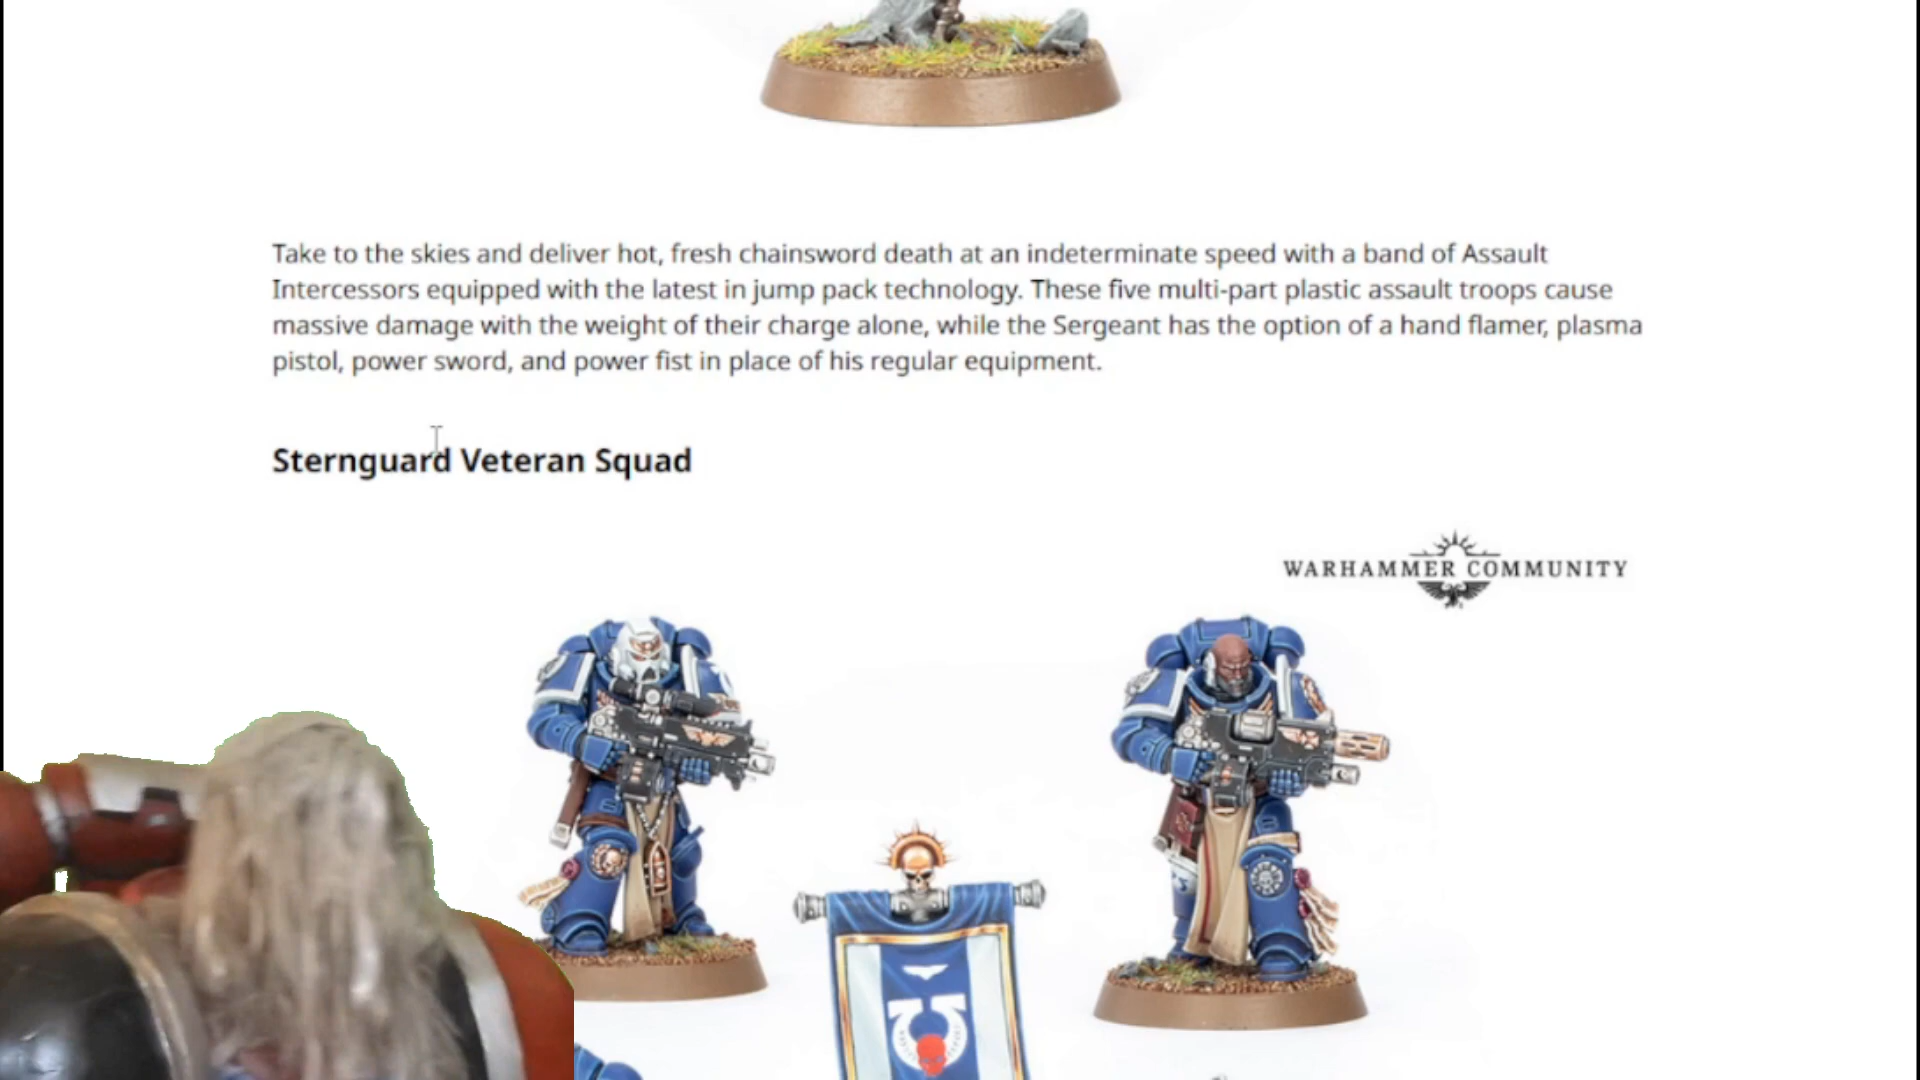 Take to the skies and deliver hot, fresh chainsword death at an indeterminate speed with a band of Assault
Intercessors equipped with the latest in jump pack technology. These five multi-part plastic assault troops cause
massive damage with the weight of their charge alone, while the Sergeant has the option of a hand flamer, plasma
pistol, power sword, and power fist in place of his regular equipment.
Sternguard Veteran Squad
WARHAMMER COMMUNITY